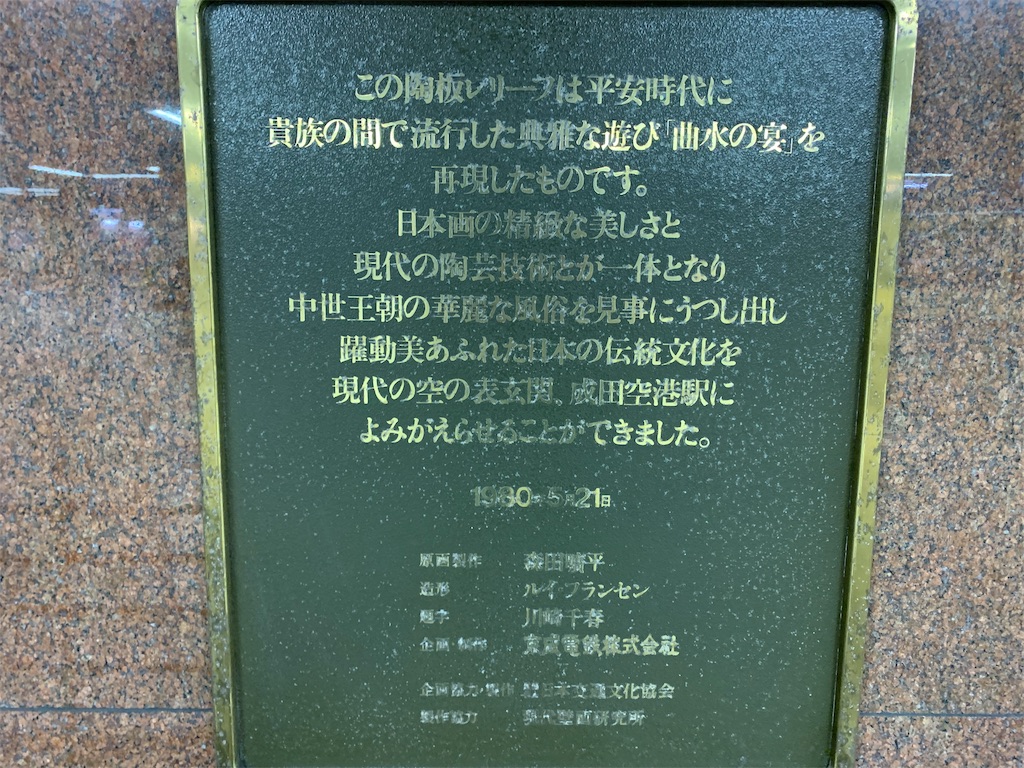 この陶板レリーフは平安時代に
貴族の間で流行した典雅な遊び「曲水の宴」を
再現したものです。
日本画の精緻な美しさと
現代の陶芸技術とが一体となり
中世王朝の華麗な風俗を見事にうつし出し
躍動美あふれた日本の伝統文化を
現代の空の表玄関、成田空港駅に
よみがえらせることができました。
1980年5月21日
原画製作 森田曠平
造形 ルイ・フランセン
題字 川﨑千春
企画・製作 京成電鉄株式会社
企画協力・製作 日本交通文化協会
製作協力 現代壁画研究所